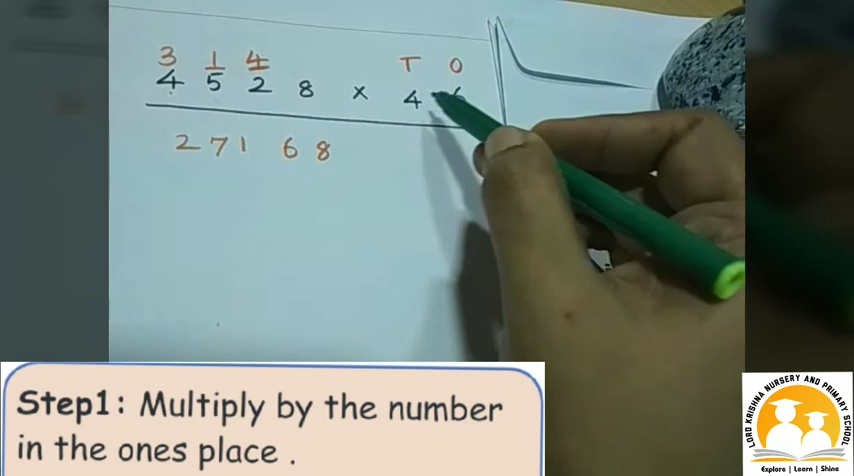 3 1 4 T O
4 5 2 8 × 4
2 7 1 6 8
Step1: Multiply by the number
in the ones place .
LORD KRISHNA NURSERY AND PRIMARY SCHOOL
Explore | Learn | Shine